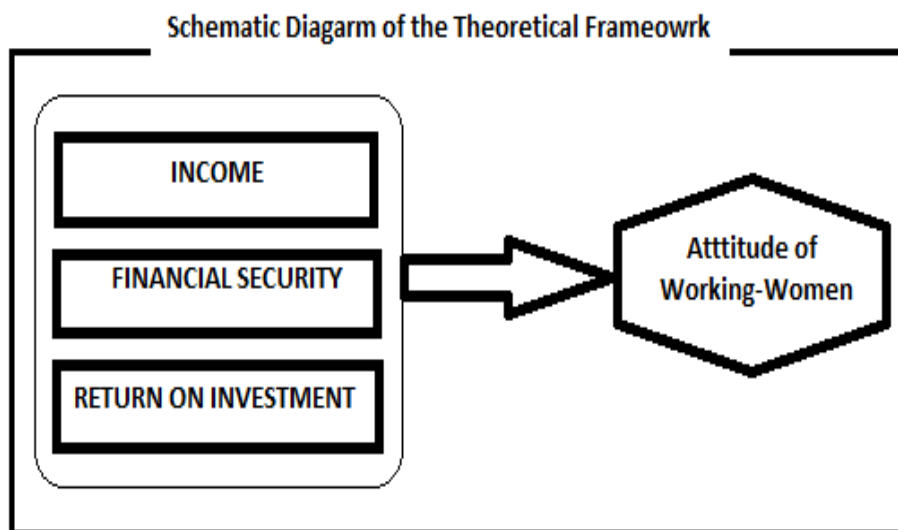 Schematic Diagarm of the Theoretical Frameowrk
INCOME
FINANCIAL SECURITY
RETURN ON INVESTMENT
Atttitude of
Working-Women